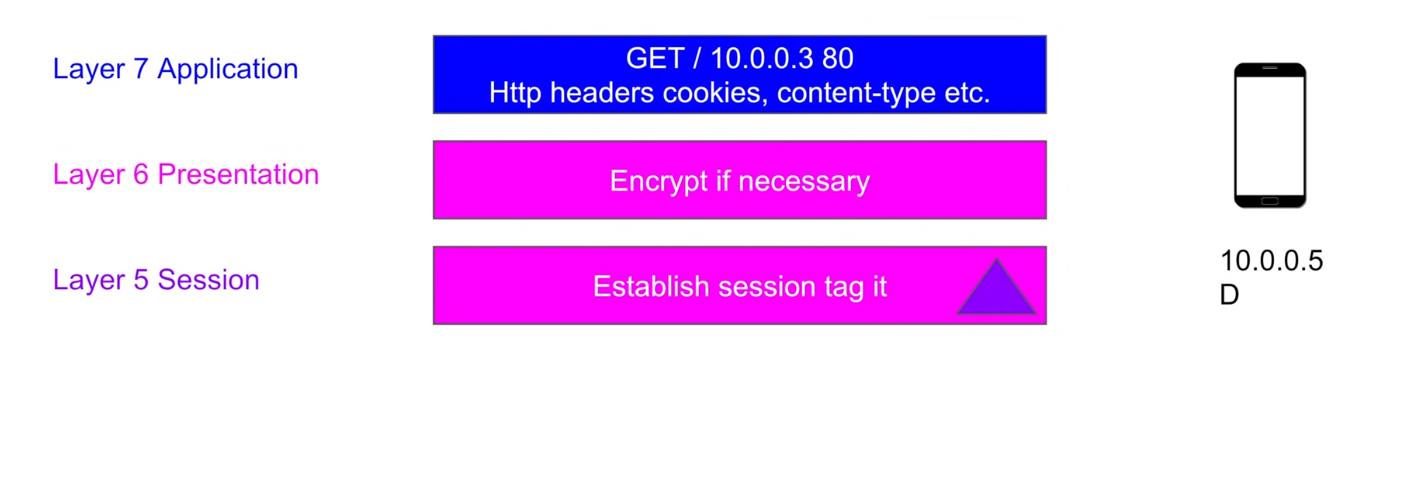 Layer 7 Application
GET / 10.0.0.3 80
Http headers cookies, content-type etc.
Layer 6 Presentation
Encrypt if necessary
Layer 5 Session
Establish session tag it
10.0.0.5
D